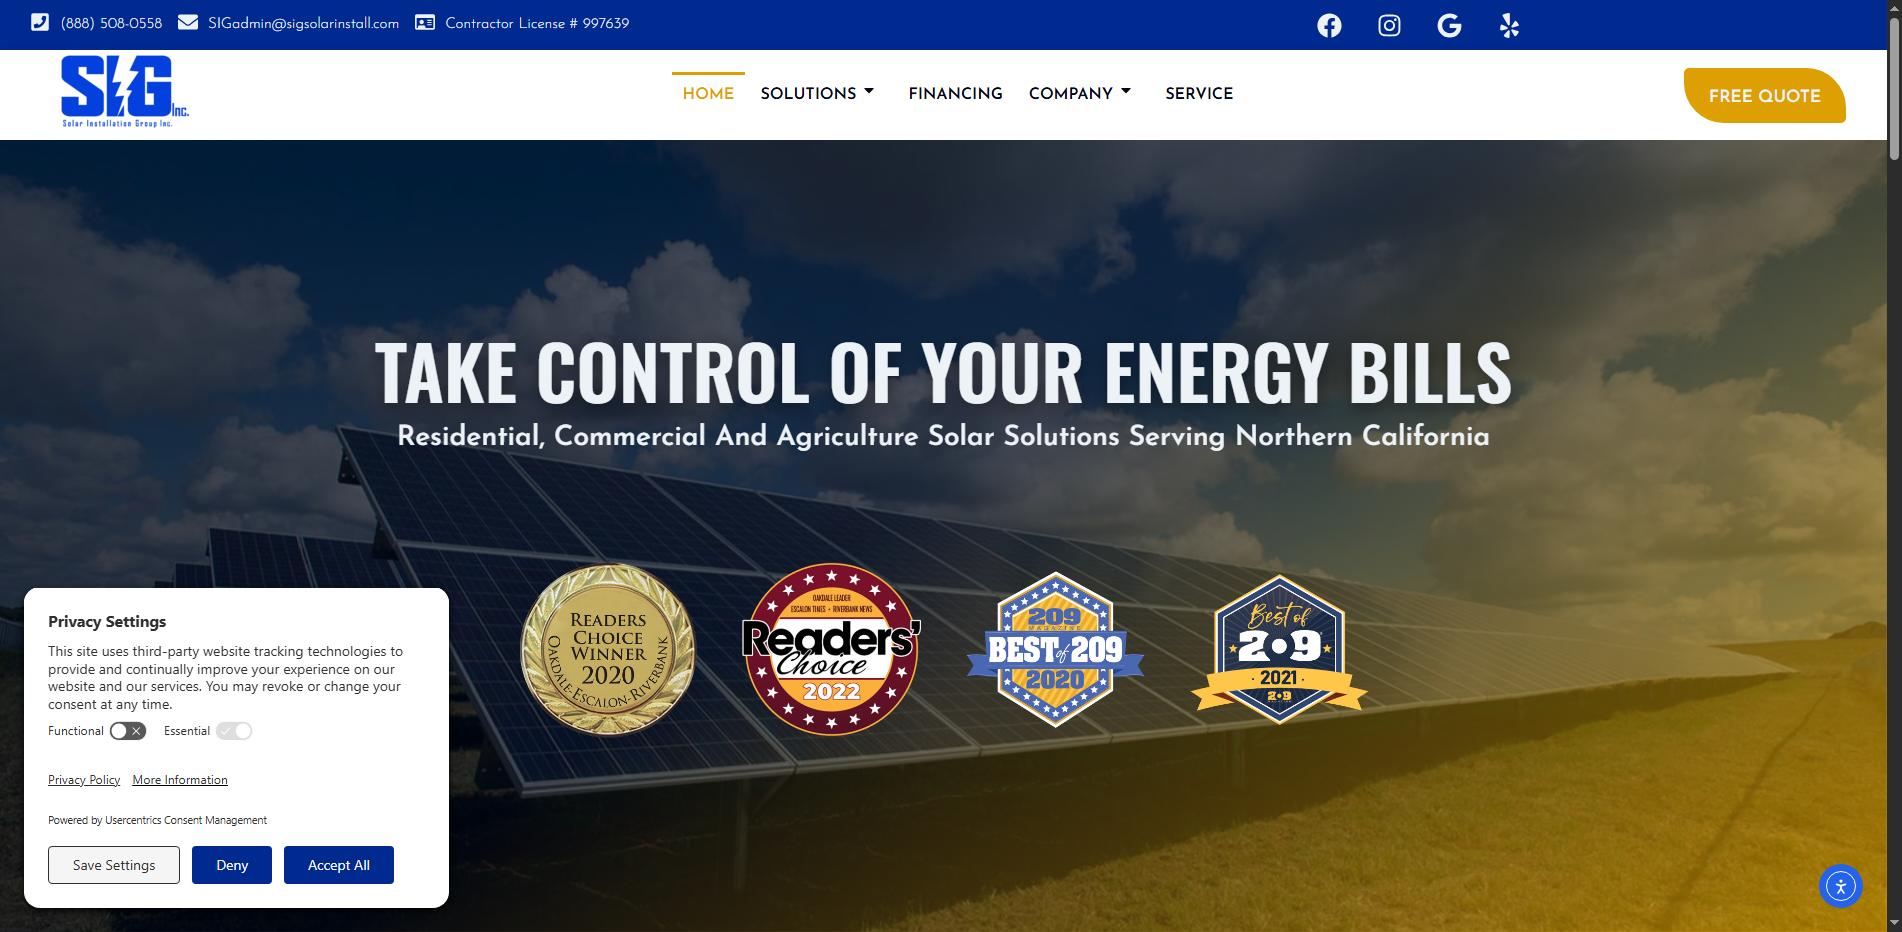 (888) 508-0558 SIGadmin@sigsolarinstall.com Contractor License # 997639
SIG Inc.
Solar Installation Group Inc.
HOME SOLUTIONS FINANCING COMPANY SERVICE
FREE QUOTE
TAKE CONTROL OF YOUR ENERGY BILLS
Residential, Commercial And Agriculture Solar Solutions Serving Northern California
READERS
CHOICE
WINNER
2020
OAKDALE-ESCALON-RIVERBANK
OAKDALE LEADER
ESCALON TIMES • RIVERBANK NEWS
Readers'
Choice
2022
209
MAGAZINE
BEST of 209
2020
Best of
2•9
· 2021 ·
2•9
Privacy Settings
This site uses third-party website tracking technologies to
provide and continually improve your experience on our
website and our services. You may revoke or change your
consent at any time.
Functional Essential
Privacy Policy More Information
Powered by Usercentrics Consent Management
Save Settings Deny Accept All